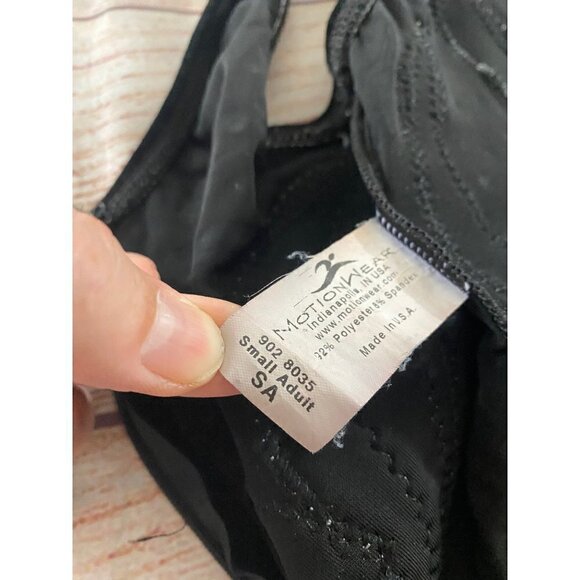 MOTIONWEAR
Indianapolis, IN USA
www.motionwear.com
92% Polyester 8% Spandex
Made in U.S.A.
902 8035
Small Adult
SA